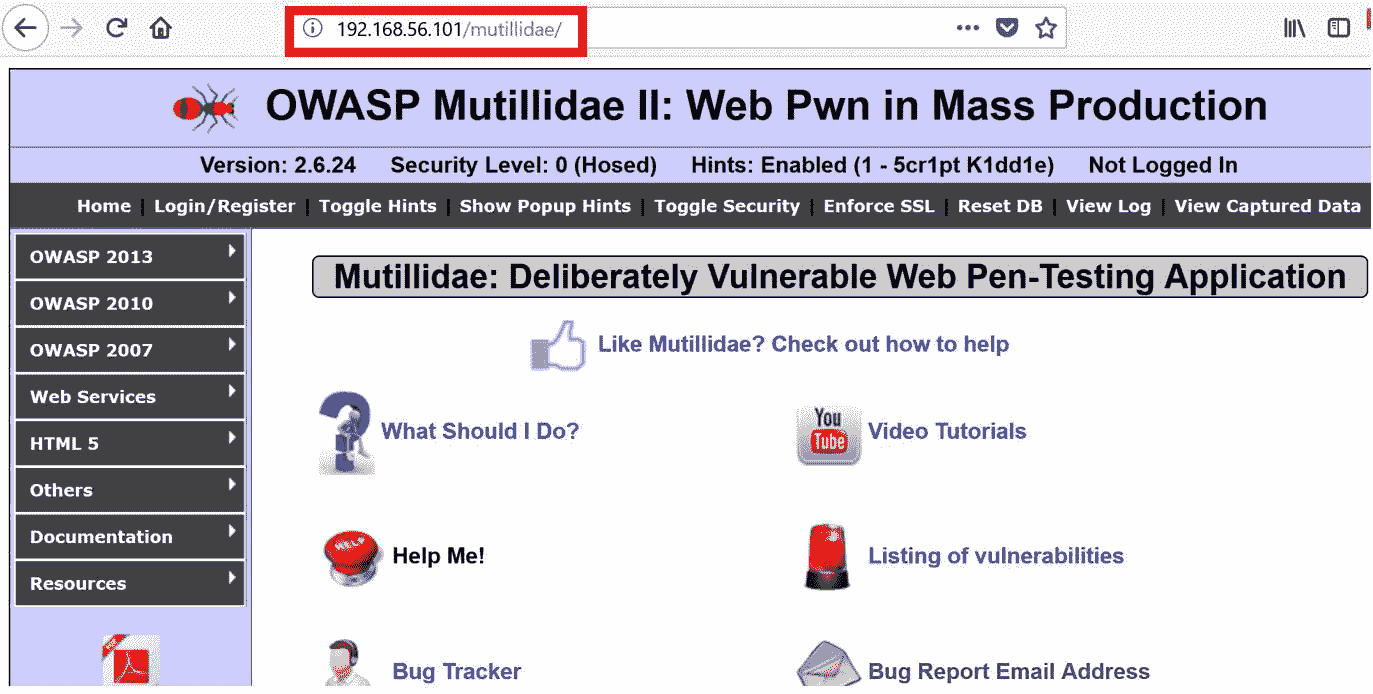 192.168.56.101/mutillidae/
OWASP Mutillidae II: Web Pwn in Mass Production
Version: 2.6.24 Security Level: 0 (Hosed) Hints: Enabled (1 - 5cr1pt K1dd1e) Not Logged In
Home | Login/Register | Toggle Hints | Show Popup Hints | Toggle Security | Enforce SSL | Reset DB | View Log | View Captured Data
OWASP 2013
OWASP 2010
OWASP 2007
Web Services
HTML 5
Others
Documentation
Resources
Mutillidae: Deliberately Vulnerable Web Pen-Testing Application
Like Mutillidae? Check out how to help
What Should I Do?
You Tube
Video Tutorials
HELP
Help Me!
Listing of vulnerabilities
Bug Tracker
Bug Report Email Address